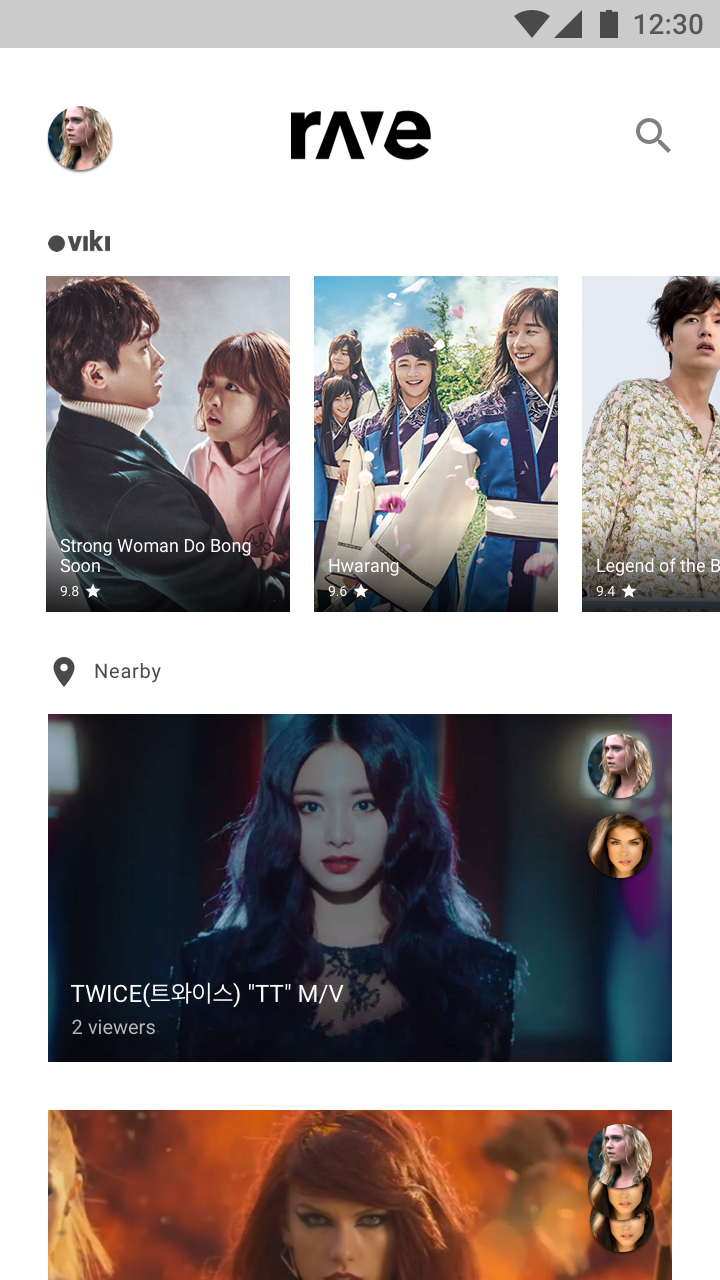 12:30
rave
viki
Strong Woman Do Bong
Soon
9.8
Hwarang
9.6
Legend of the B
9.4
Nearby
TWICE(트와이스) "TT" M/V
2 viewers